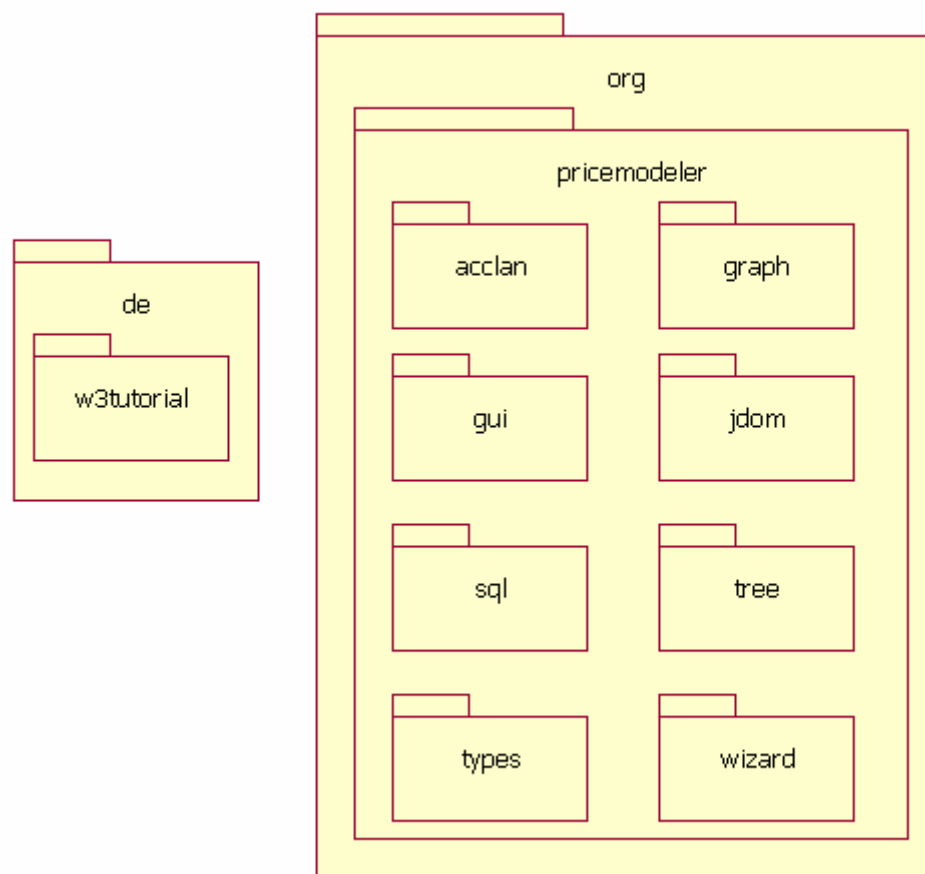 org
pricemodeler
acclan
graph
de
w3tutorial
gui
jdom
sql
tree
types
wizard